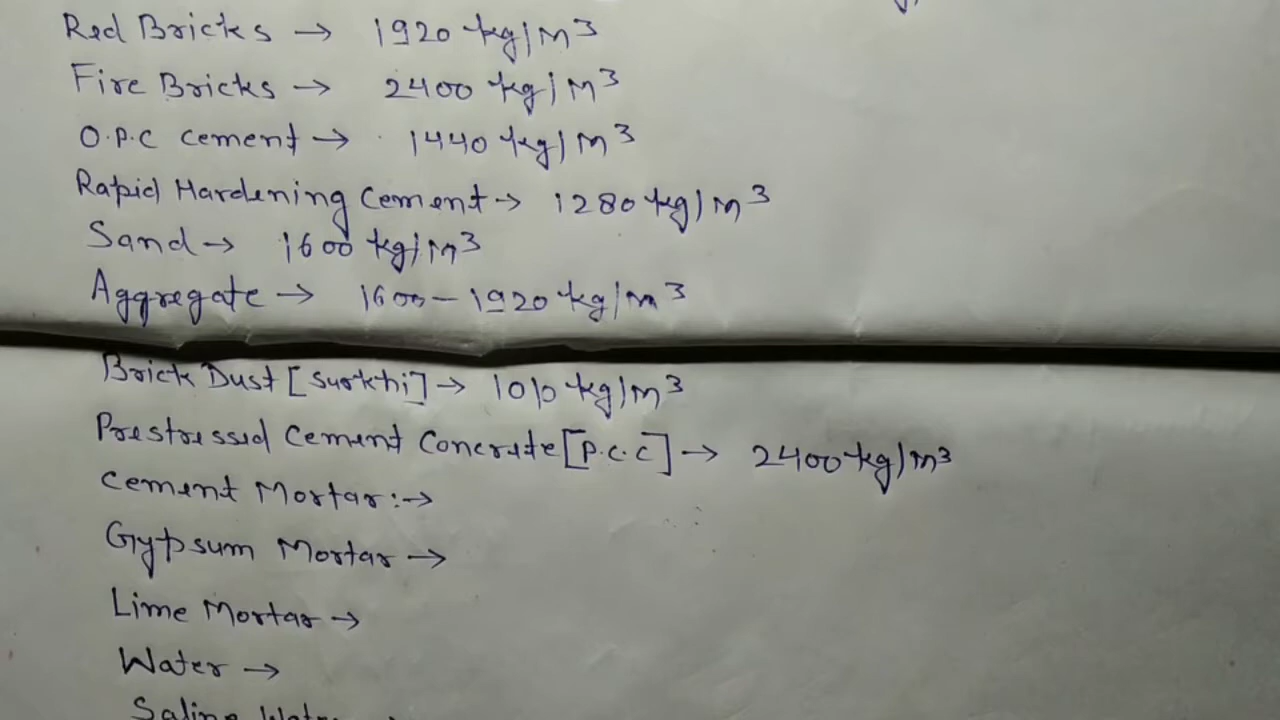 Red Bricks → 1920 kg/m³
Fire Bricks → 2400 kg/m³
O.P.C cement → 1440 kg/m³
Rapid Hardening Cement → 1280 kg/m³
Sand → 1600 kg/m³
Aggregate → 1600-1920 kg/m³
Brick Dust [Surkhi] → 1010 kg/m³
Prestressed Cement Concrete [P.C.C] → 2400 kg/m³
Cement Mortar:→
Gypsum Mortar →
Lime Mortar →
Water →
Saline Water